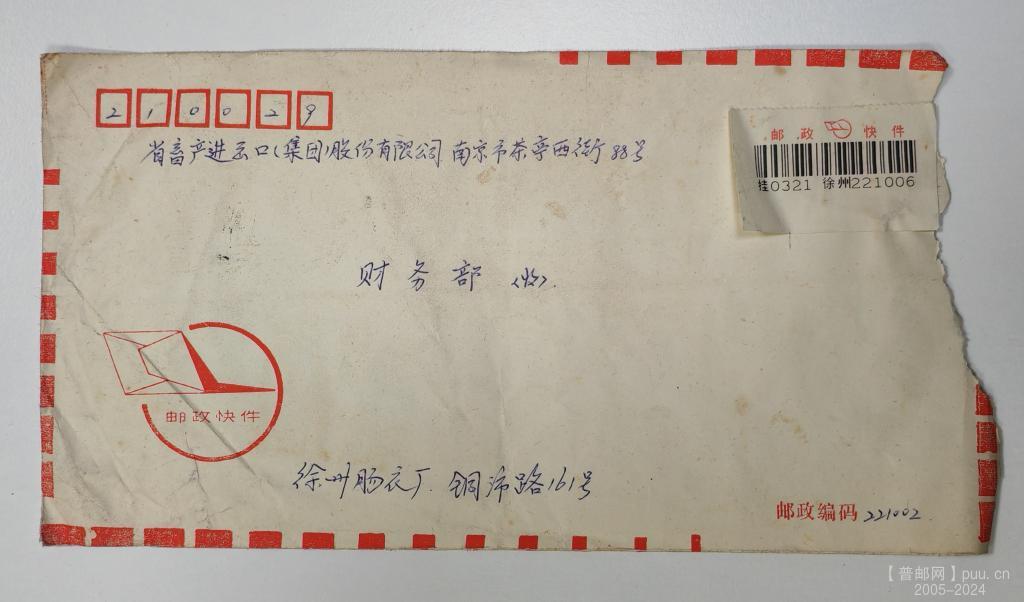 210029
省畜产进出口(集团)股份有限公司 南京市茶亭西街88号
邮政 快件
挂0321 徐州221006
财务部 (收).
邮政快件
徐州肠衣厂. 铜沛路161号
邮政编码 221002.
【普邮网】puu.cn
2005-2024